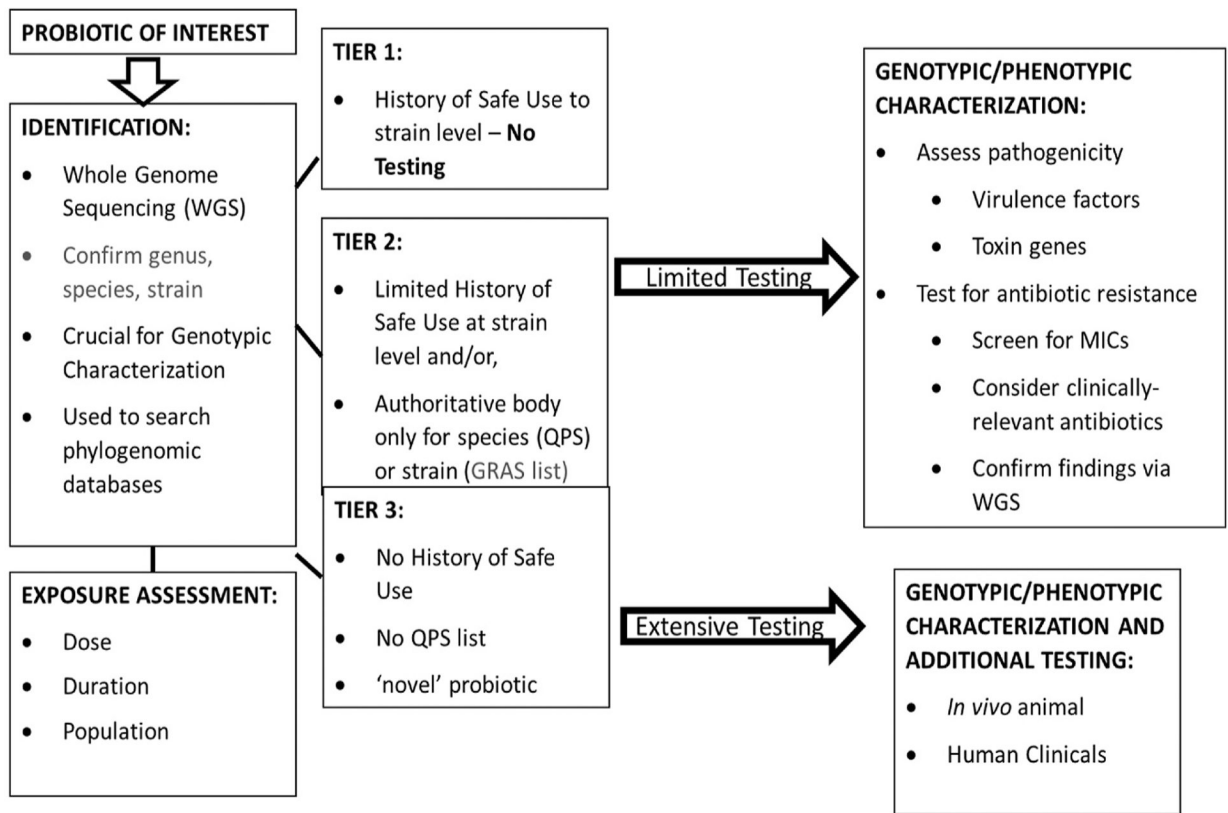 PROBIOTIC OF INTEREST
IDENTIFICATION:
• Whole Genome
Sequencing (WGS)
• Confirm genus,
species, strain
• Crucial for Genotypic
Characterization
• Used to search
phylogenomic
databases
EXPOSURE ASSESSMENT:
• Dose
• Duration
• Population
TIER 1:
• History of Safe Use to
strain level – No
Testing
TIER 2:
• Limited History of
Safe Use at strain
level and/or,
• Authoritative body
only for species (QPS)
or strain (GRAS list)
TIER 3:
• No History of Safe
Use
• No QPS list
• ‘novel’ probiotic
Limited Testing
Extensive Testing
GENOTYPIC/PHENOTYPIC
CHARACTERIZATION:
• Assess pathogenicity
• Virulence factors
• Toxin genes
• Test for antibiotic resistance
• Screen for MICs
• Consider clinically-
relevant antibiotics
• Confirm findings via
WGS
GENOTYPIC/PHENOTYPIC
CHARACTERIZATION AND
ADDITIONAL TESTING:
• In vivo animal
• Human Clinicals